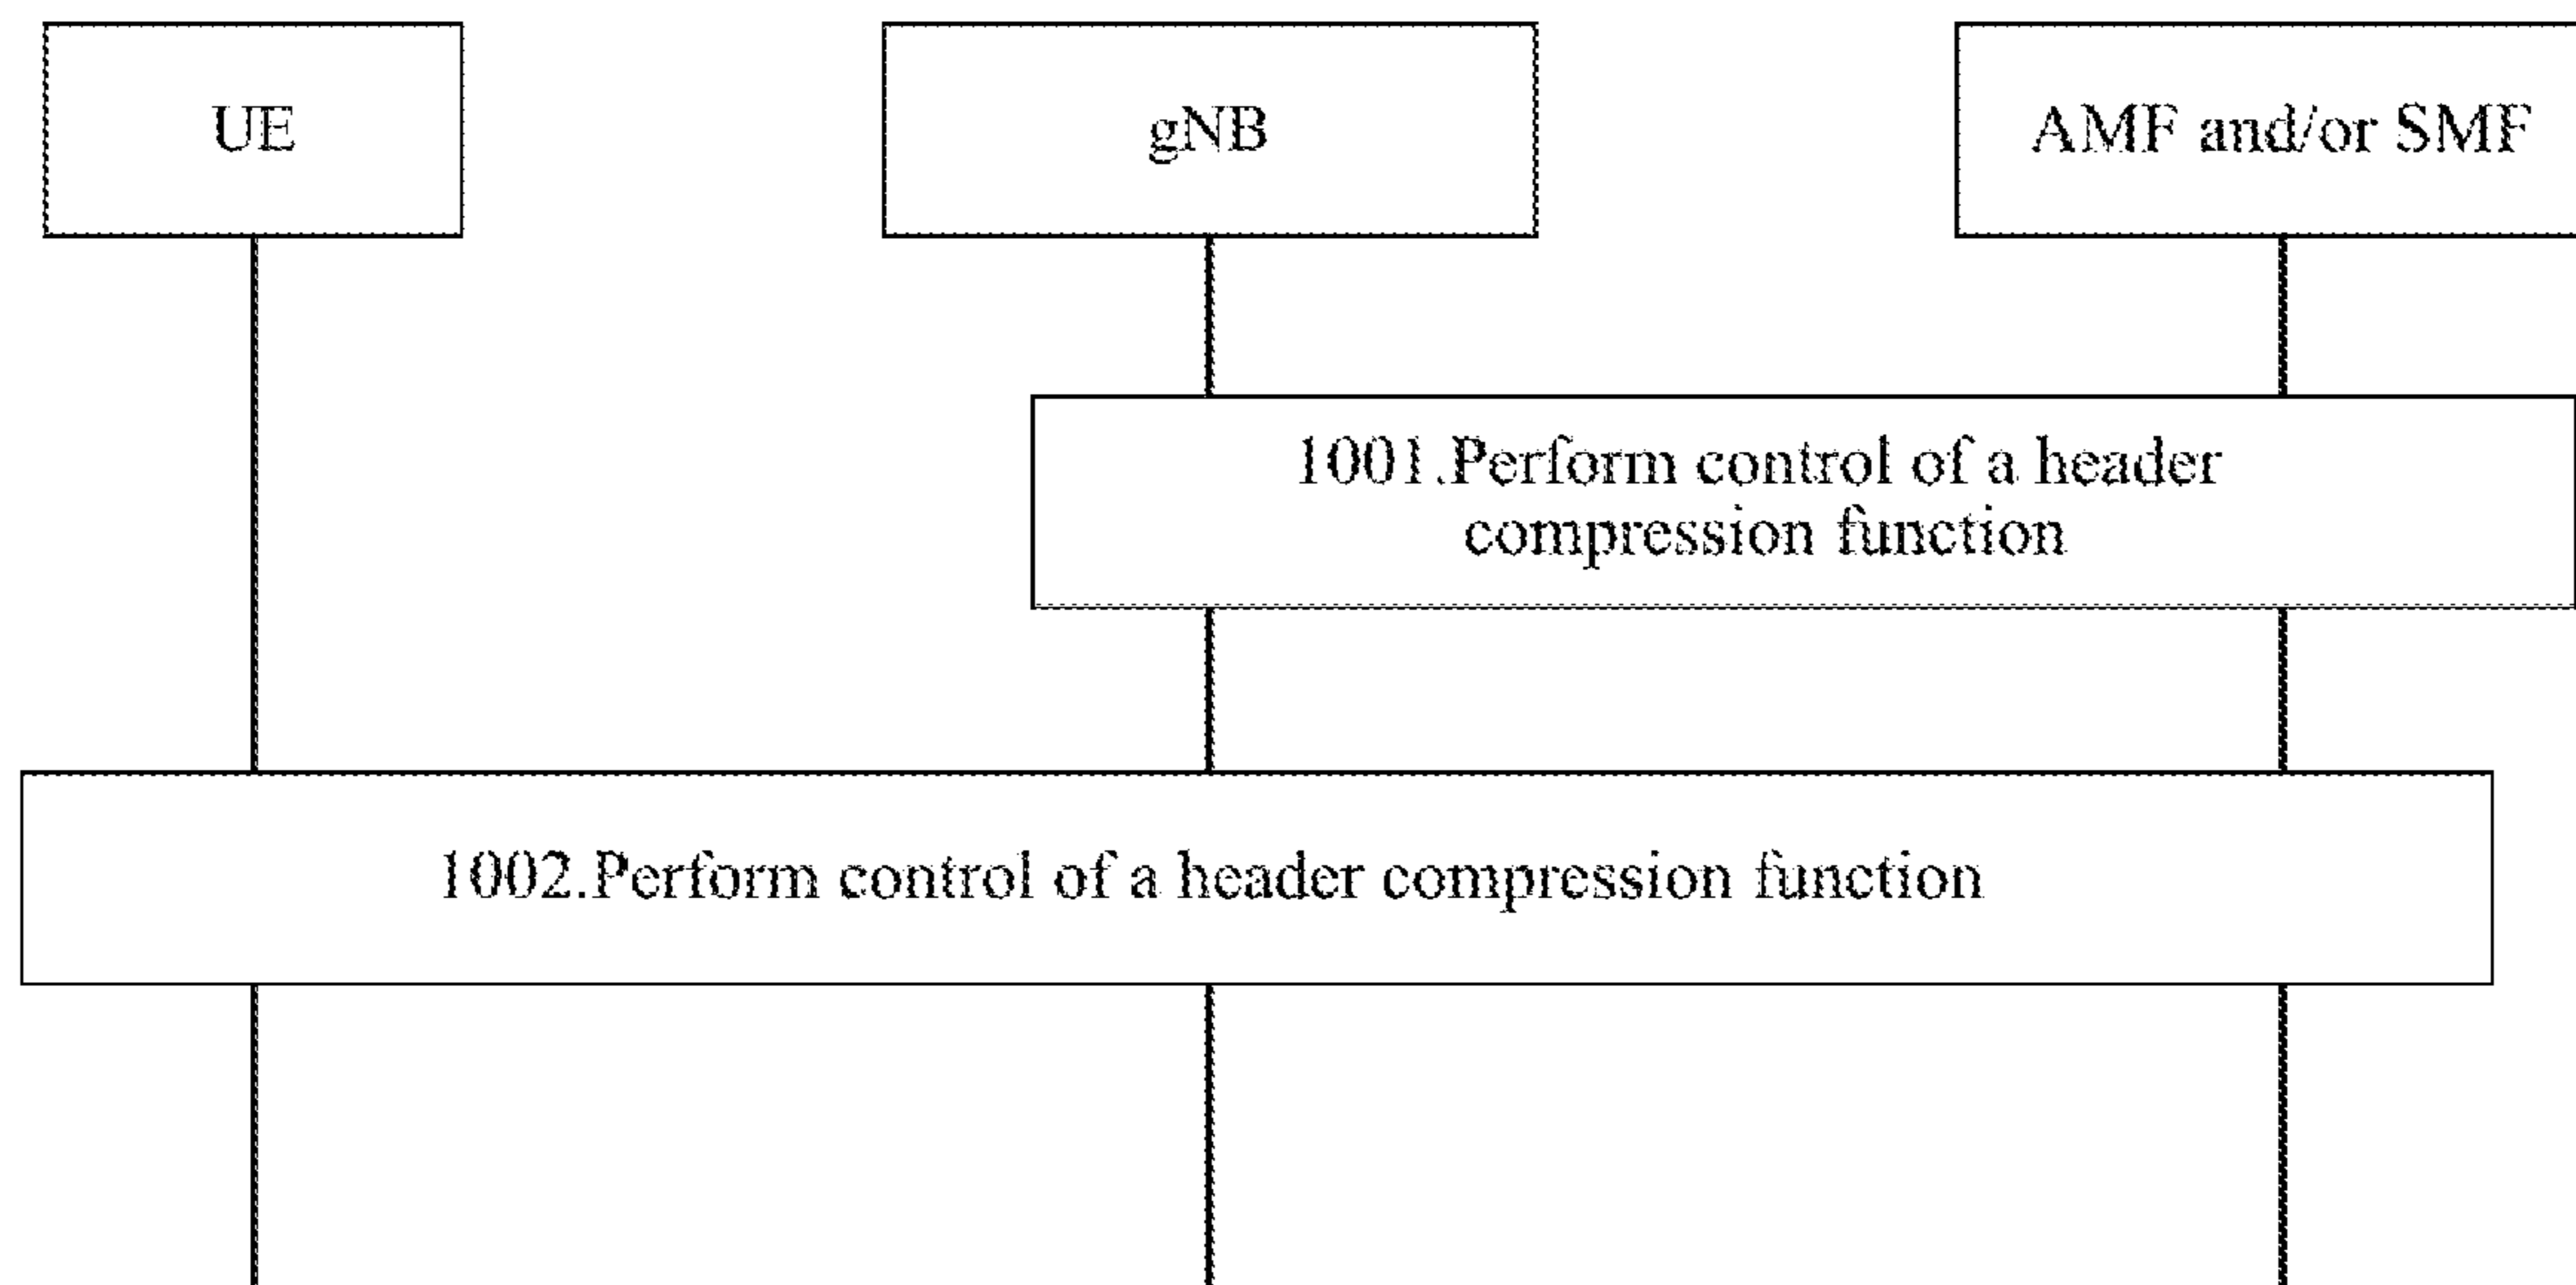 UE
gNB
AMF and/or SMF
1001.Perform control of a header
compression function
1002.Perform control of a header compression function